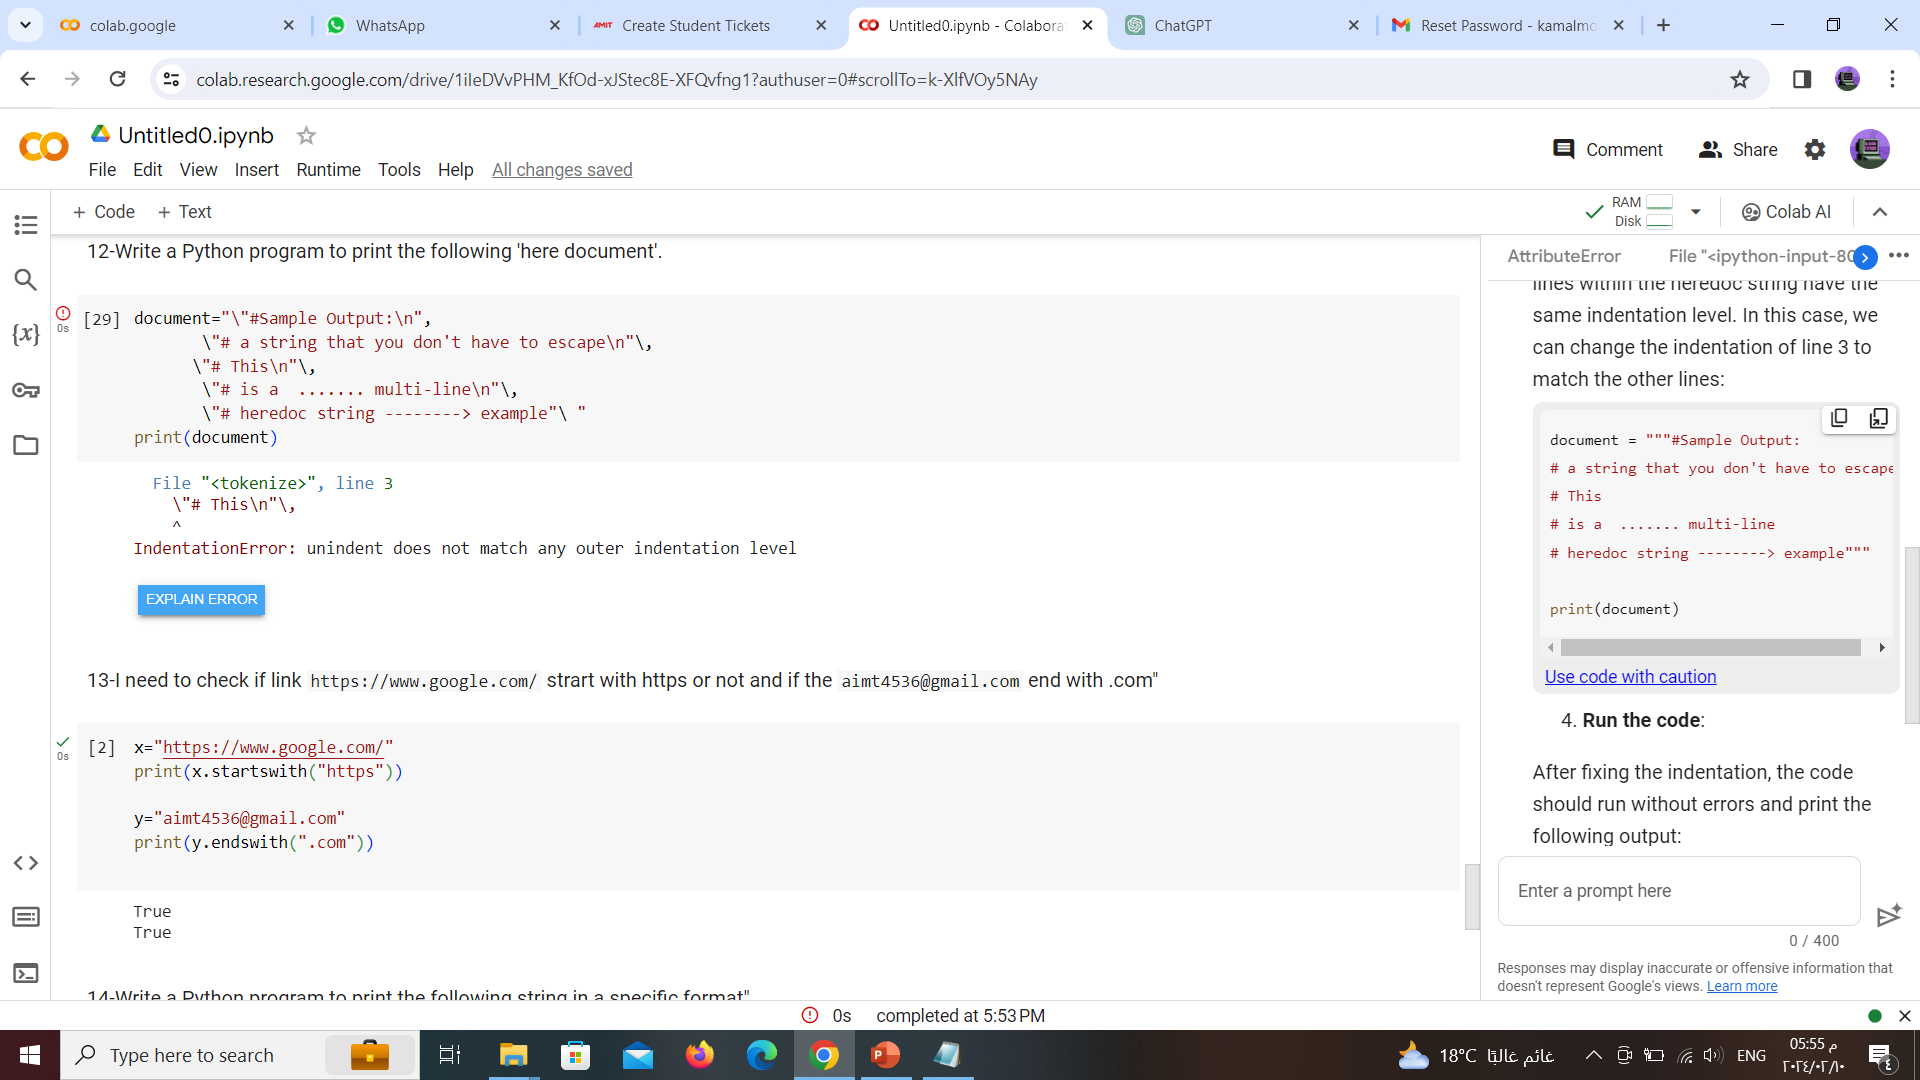 colab.google
WhatsApp
AMIT Create Student Tickets
Untitled0.ipynb - Colabora
ChatGPT
Reset Password - kamalmo
colab.research.google.com/drive/1iIeDVvPHM_KfOd-xJStec8E-XFQvfng1?authuser=0#scrollTo=k-XlfVOy5NAy
Untitled0.ipynb
File Edit View Insert Runtime Tools Help All changes saved
Comment
Share
+ Code + Text
RAM
Disk
Colab AI
12-Write a Python program to print the following 'here document'.
0s
[29] document="\"#Sample Output:\n",
\"# a string that you don't have to escape\n"\,
\"# This\n"\,
\"# is a ....... multi-line\n"\,
\"# heredoc string --------> example"\ "
print(document)
File "<tokenize>", line 3
\"# This\n"\,
^
IndentationError: unindent does not match any outer indentation level
EXPLAIN ERROR
13-I need to check if link https://www.google.com/ strart with https or not and if the aimt4536@gmail.com end with .com"
0s
[2] x="https://www.google.com/"
print(x.startswith("https"))
y="aimt4536@gmail.com"
print(y.endswith(".com"))
True
True
14-Write a Python program to print the following string in a specific format"
AttributeError
File "<ipython-input-80
lines within the heredoc string have the
same indentation level. In this case, we
can change the indentation of line 3 to
match the other lines:
document = """#Sample Output:
# a string that you don't have to escape
# This
# is a ....... multi-line
# heredoc string --------> example"""
print(document)
Use code with caution
4. Run the code:
After fixing the indentation, the code
should run without errors and print the
following output:
Enter a prompt here
0 / 400
Responses may display inaccurate or offensive information that
doesn't represent Google's views. Learn more
0s completed at 5:53 PM
Type here to search
18°C غائم غالبًا
ENG
05:55 م
٢٠٢٤/٠٢/١٠
٤